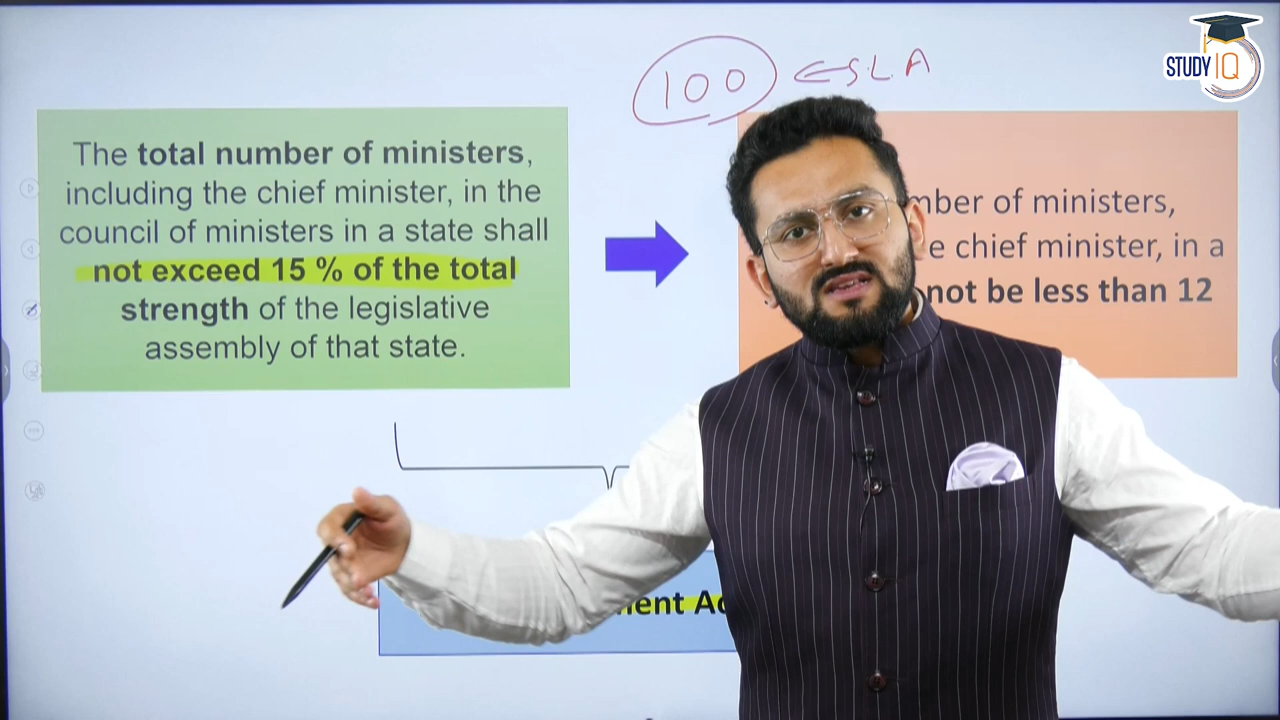 100 ← SLA
STUDY IQ
The total number of ministers,
including the chief minister, in the
council of ministers in a state shall
not exceed 15 % of the total
strength of the legislative
assembly of that state.
mber of ministers,
e chief minister, in a
not be less than 12
ent Ac